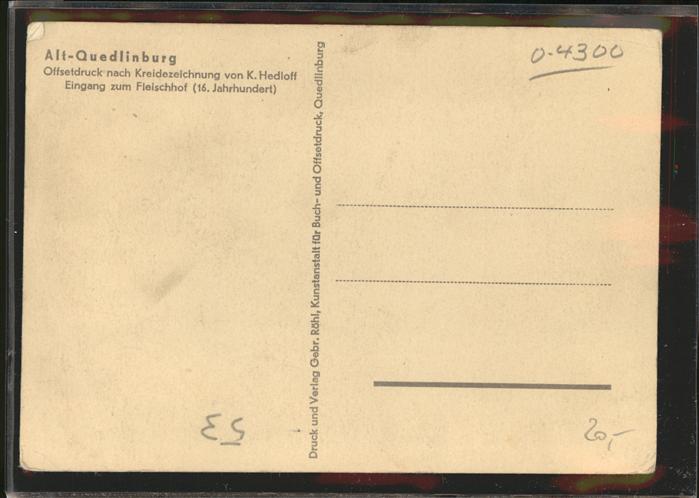 Alt-Quedlinburg
Offsetdruck nach Kreidezeichnung von K. Hedloff
Eingang zum Fleischhof (16. Jahrhundert)
Druck und Verlag Gebr. Röhl, Kunstanstalt für Buch- und Offsetdruck, Quedlinburg
0-4300
20,-